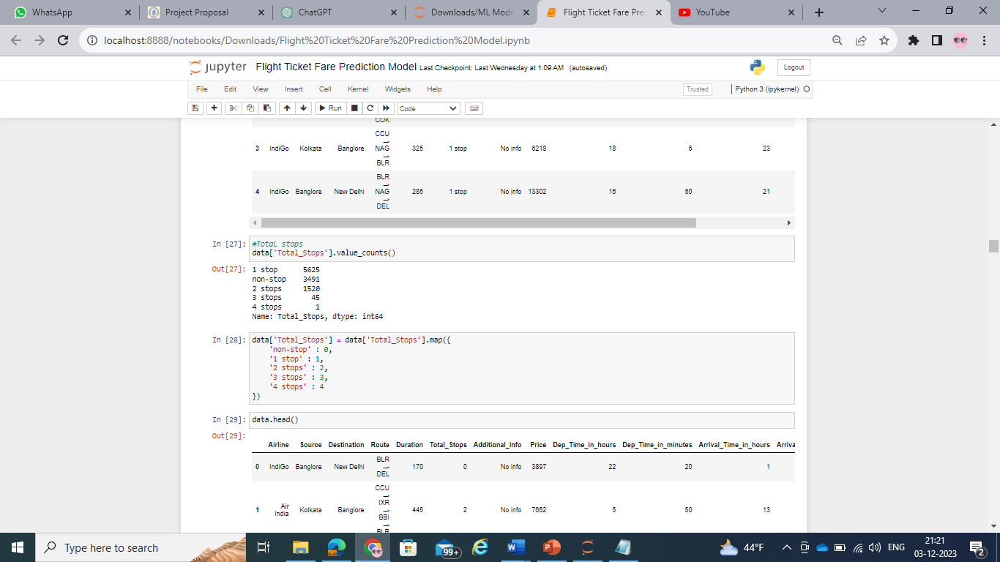 WhatsApp
Project Proposal
ChatGPT
Downloads/ML Mode
Flight Ticket Fare Pre
YouTube
localhost:8888/notebooks/Downloads/Flight%20Ticket%20Fare%20Prediction%20Model.ipynb
jupyter Flight Ticket Fare Prediction Model Last Checkpoint: Last Wednesday at 1:09 AM (autosaved)
Logout
File Edit View Insert Cell Kernel Widgets Help
Trusted
Python 3 (ipykernel)
Run
Code
COK
CCU
3 IndiGo Kolkata Banglore NAG 325 1 stop No info 6218 18 5 23
BLR
BLR
4 IndiGo Banglore New Delhi NAG 285 1 stop No info 13302 16 50 21
DEL
In [27]: #Total stops
data['Total_Stops'].value_counts()
Out[27]: 1 stop 5625
non-stop 3491
2 stops 1520
3 stops 45
4 stops 1
Name: Total_Stops, dtype: int64
In [28]: data['Total_Stops'] = data['Total_Stops'].map({
'non-stop' : 0,
'1 stop' : 1,
'2 stops' : 2,
'3 stops' : 3,
'4 stops' : 4
})
In [29]: data.head()
Out[29]:
Airline Source Destination Route Duration Total_Stops Additional_Info Price Dep_Time_in_hours Dep_Time_in_minutes Arrival_Time_in_hours Arriva
BLR
0 IndiGo Banglore New Delhi → 170 0 No info 3897 22 20 1
DEL
CCU
→
IXR
1 Air India Kolkata Banglore → 445 2 No info 7662 5 50 13
BBI
→
BLR
Type here to search
99+
44°F
ENG
21:21
03-12-2023
2